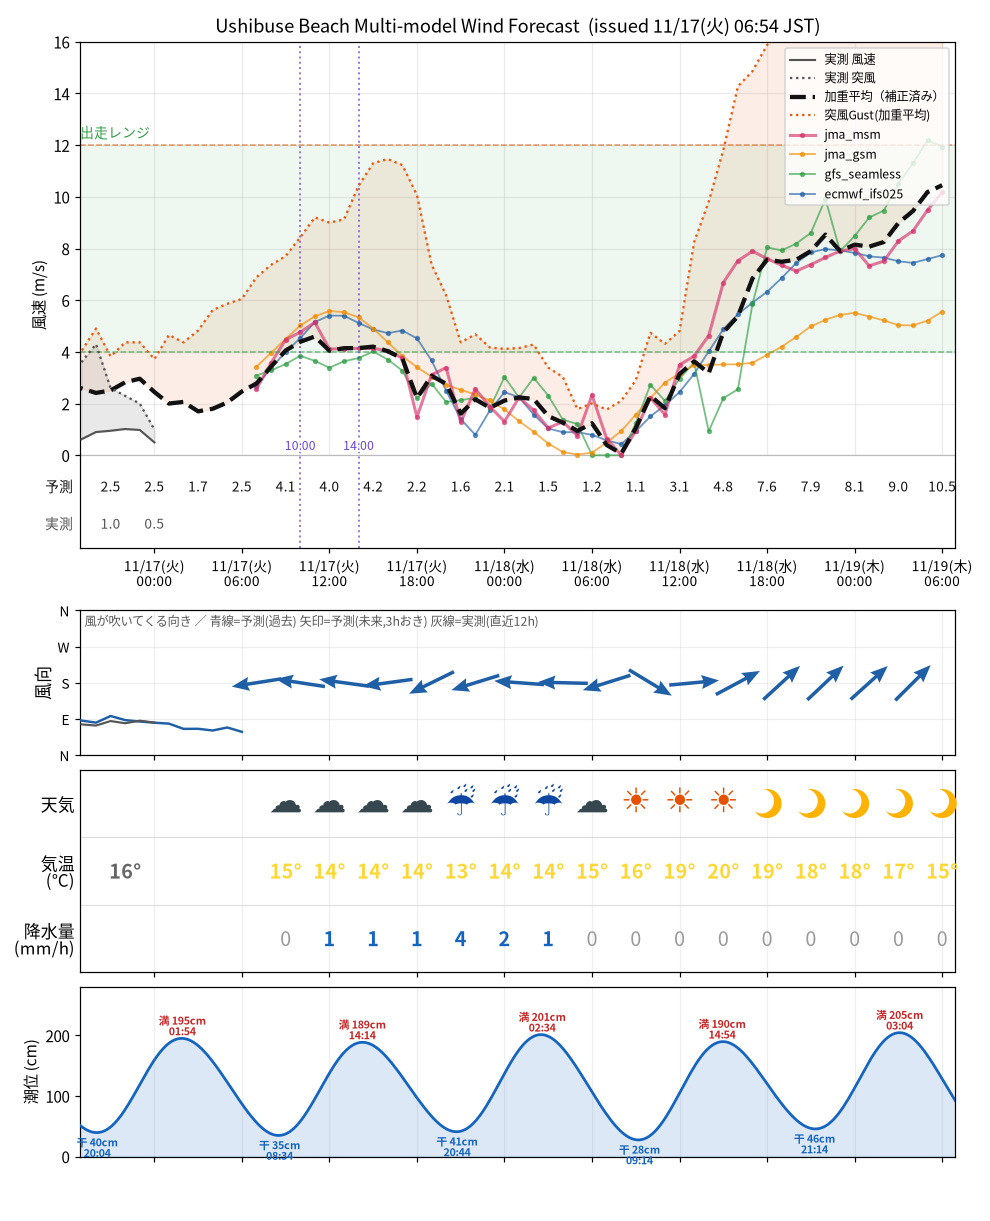 Ushibuse Beach Multi-model Wind Forecast  (issued 11/17(火) 06:54 JST)
風速 (m/s)
16
14
12
10
8
6
4
2
0
出走レンジ
実測 風速
実測 突風
加重平均（補正済み）
突風Gust(加重平均)
jma_msm
jma_gsm
gfs_seamless
ecmwf_ifs025
10:00 14:00
予測 2.5 2.5 1.7 2.5 4.1 4.0 4.2 2.2 1.6 2.1 1.5 1.2 1.1 3.1 4.8 7.6 7.9 8.1 9.0 10.5
実測 1.0 0.5
11/17(火) 11/17(火) 11/17(火) 11/17(火) 11/18(水) 11/18(水) 11/18(水) 11/18(水) 11/19(木) 11/19(木)
00:00 06:00 12:00 18:00 00:00 06:00 12:00 18:00 00:00 06:00
風向
N
W
S
E
N
風が吹いてくる向き ／ 青線=予測(過去) 矢印=予測(未来,3hおき) 灰線=実測(直近12h)
天気
気温
(℃)
16° 15° 14° 14° 14° 13° 14° 14° 15° 16° 19° 20° 19° 18° 18° 17° 15°
降水量
(mm/h)
0 1 1 1 4 2 1 0 0 0 0 0 0 0 0 0
潮位 (cm)
200
100
0
満 195cm
01:54
満 189cm
14:14
満 201cm
02:34
満 190cm
14:54
満 205cm
03:04
干 40cm
20:04
干 35cm
08:34
干 41cm
20:44
干 28cm
09:14
干 46cm
21:14